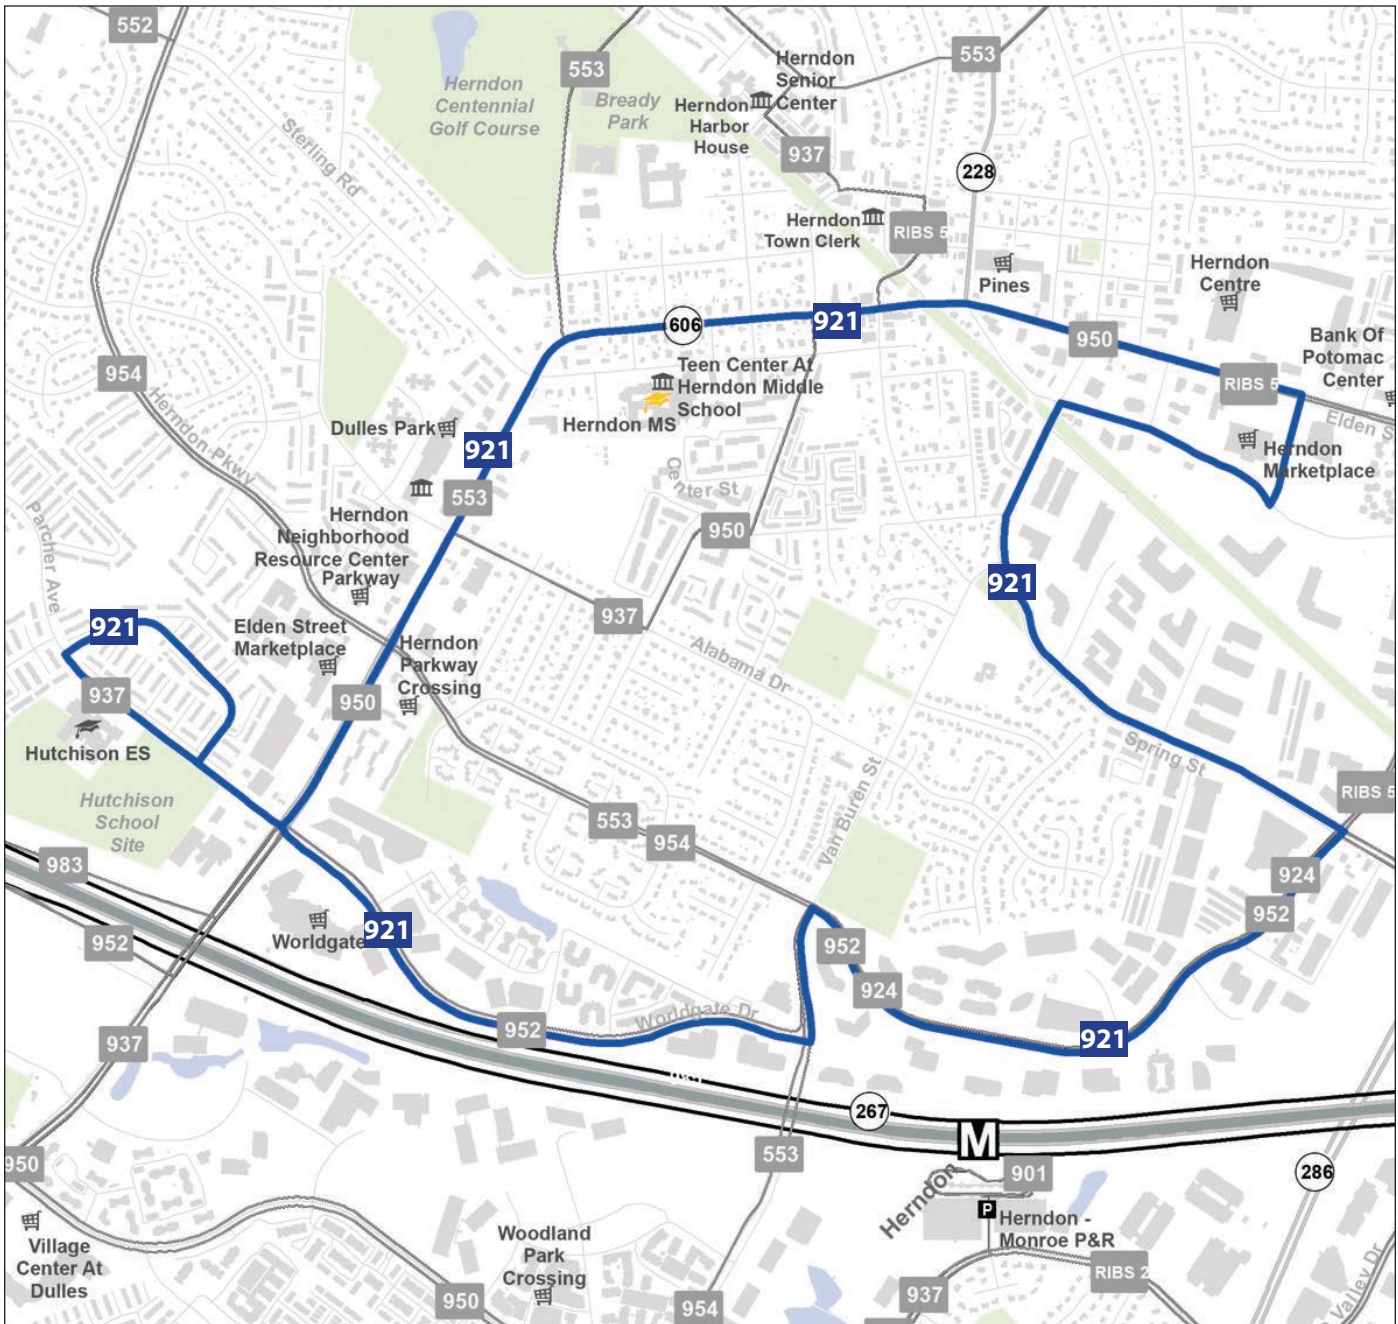 552
553
Herndon
Senior
Center
553
Herndon
Centennial
Golf Course
Bready
Park
Herndon
Harbor
House
Sterling Rd
937
228
Herndon
Town Clerk
RIBS 5
Pines
Herndon
Centre
606
921
950
Bank Of
Potomac
Center
954
Teen Center At
Herndon Middle
School
RIBS 5
Herndon Pkwy
Herndon MS
Elden S
Dulles Park
921
Herndon
Marketplace
Center St
553
Parcher Ave
Herndon
Neighborhood
Resource Center
Parkway
950
921
937
921
Elden Street
Marketplace
Herndon
Parkway
Crossing
Alabama Dr
937
950
Hutchison ES
Spring St
Hutchison
School
Site
Van Buren St
RIBS 5
553
954
983
924
952
Worldgate
921
952
952
924
Worldgate Dr
952
921
937
267
M
553
950
901
286
Herndon
P
Herndon -
Monroe P&R
Village
Center At
Dulles
Woodland
Park
Crossing
RIBS 2
Valley Dr
950
954
937